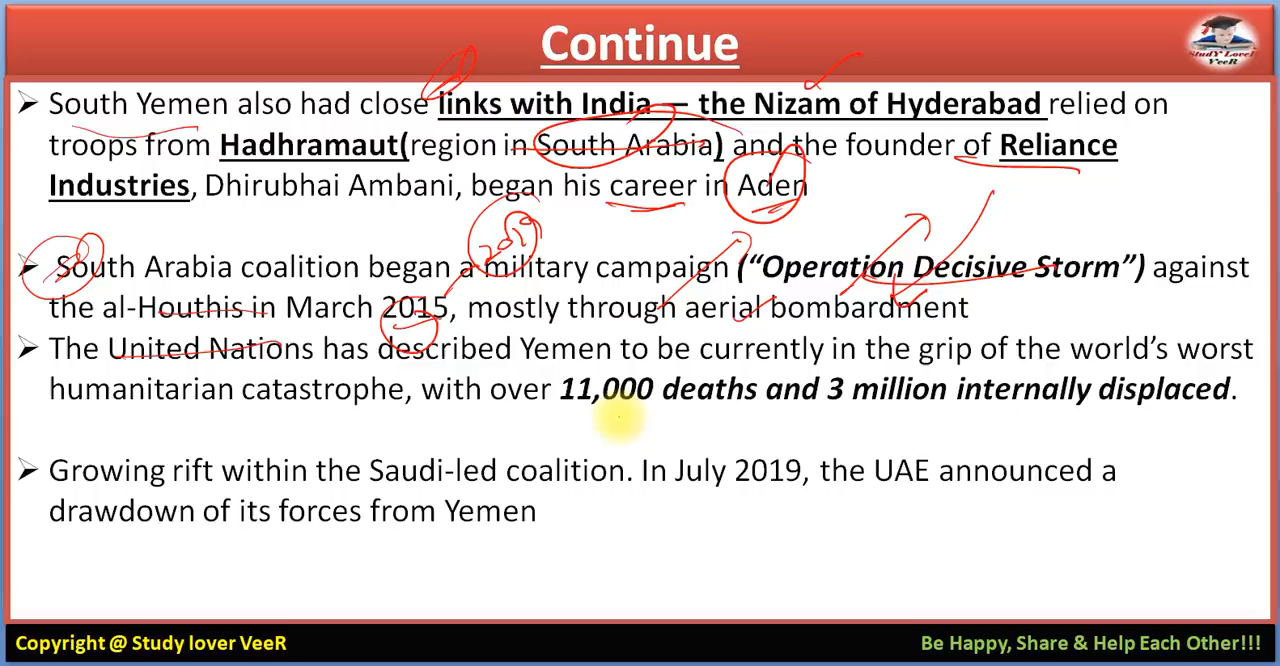 Continue
StudY LoveR
VeeR
➢ South Yemen also had close links with India — the Nizam of Hyderabad relied on
troops from Hadhramaut(region in South Arabia) and the founder of Reliance
Industries, Dhirubhai Ambani, began his career in Aden
➢ South Arabia coalition began a military campaign (“Operation Decisive Storm”) against
the al-Houthis in March 2015, mostly through aerial bombardment
➢ The United Nations has described Yemen to be currently in the grip of the world’s worst
humanitarian catastrophe, with over 11,000 deaths and 3 million internally displaced.
➢ Growing rift within the Saudi-led coalition. In July 2019, the UAE announced a
drawdown of its forces from Yemen
Copyright @ Study lover VeeR
Be Happy, Share & Help Each Other!!!